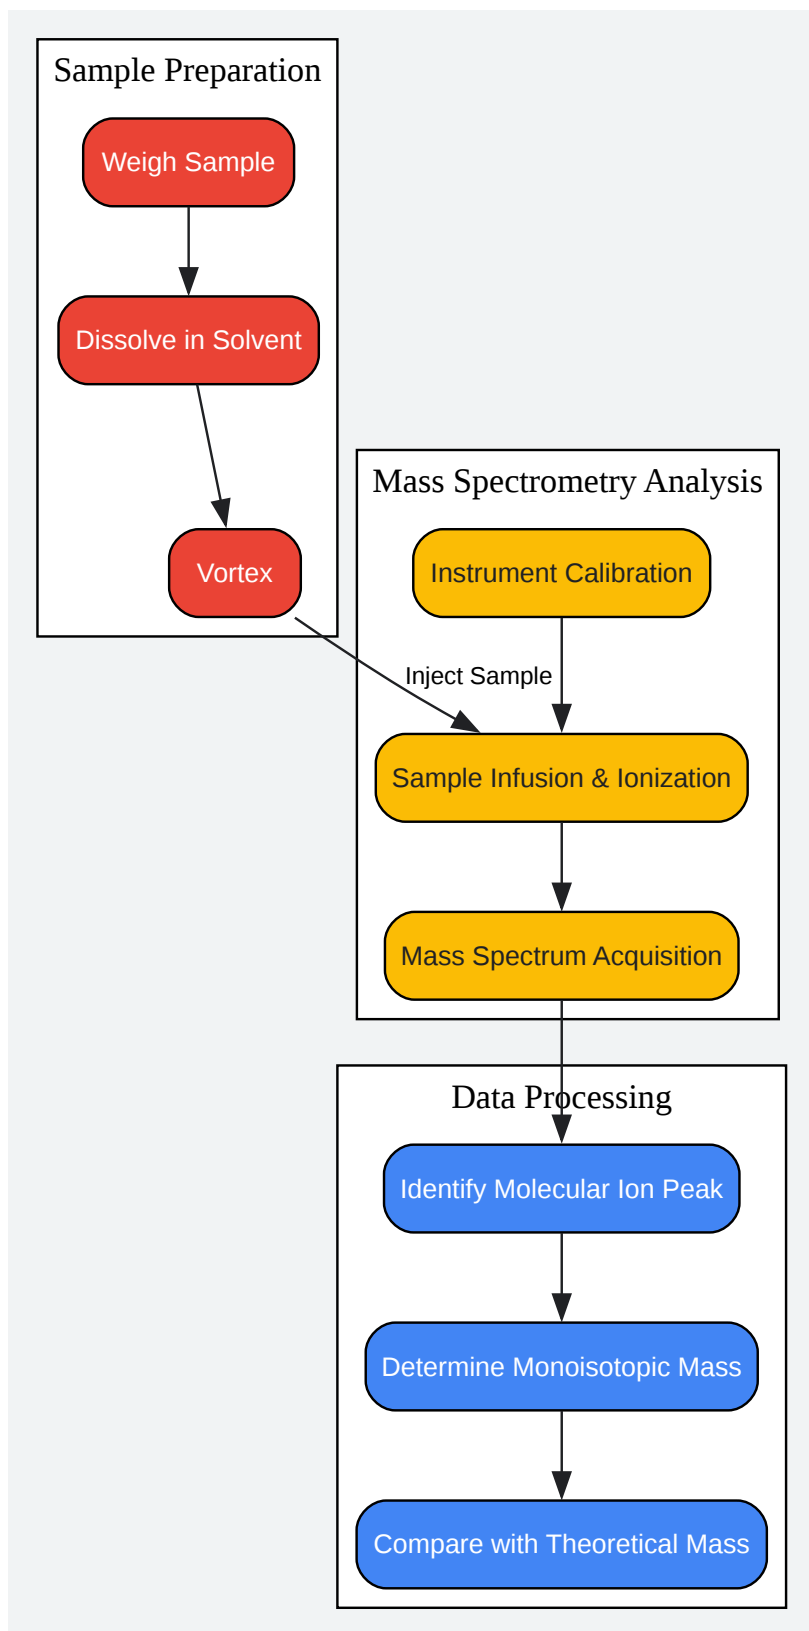 Sample Preparation
Weigh Sample
Dissolve in Solvent
Vortex
Mass Spectrometry Analysis
Instrument Calibration
Inject Sample
Sample Infusion & Ionization
Mass Spectrum Acquisition
Data Processing
Identify Molecular Ion Peak
Determine Monoisotopic Mass
Compare with Theoretical Mass